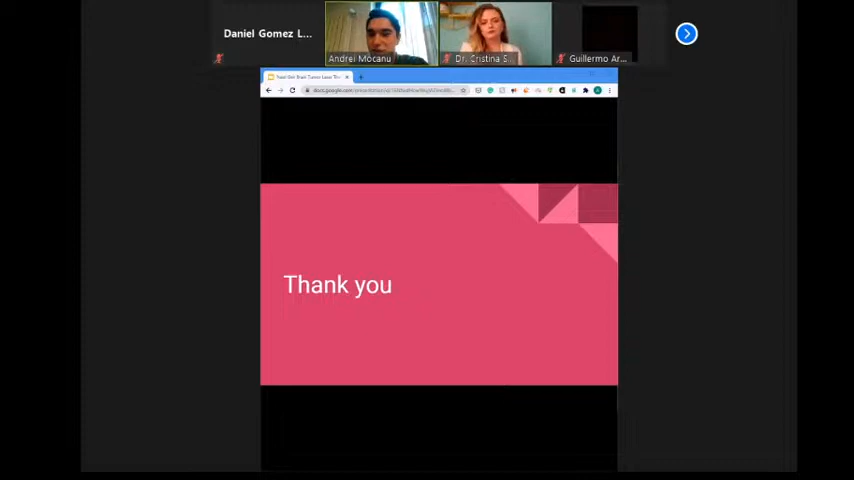 Daniel Gomez L...
Andrei Mocanu
Dr. Cristina S...
Guillermo Ar...
Thank you